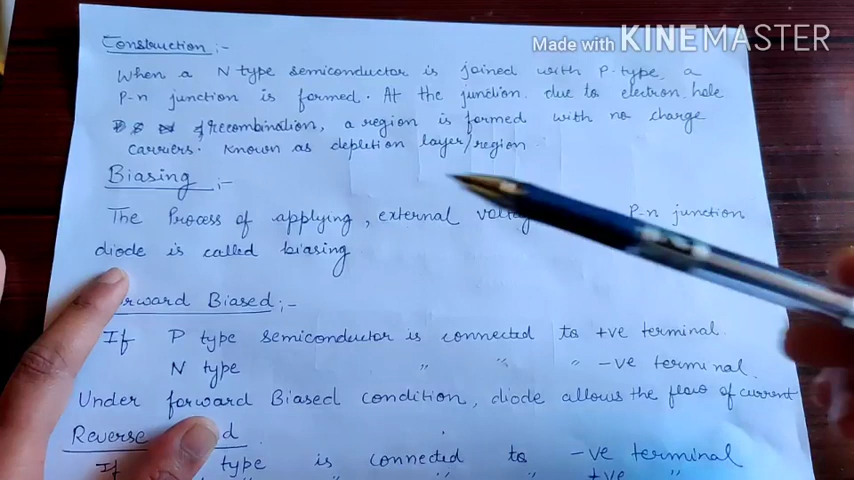 Made with KINEMASTER
Construction :-
When a N type semiconductor is joined with P-type, a
P-n junction is formed. At the junction due to electron hole
recombination, a region is formed with no charge
carriers. Known as depletion layer/region
Biasing :-
The Process of applying, external P-n junction
diode is called biasing
Biased :-
If P type semiconductor is connected to +ve terminal.
N type " " " -ve terminal.
Under forward Biased condition, diode allows the flow of current
Reverse
If type is connected to -ve terminal
+ve "